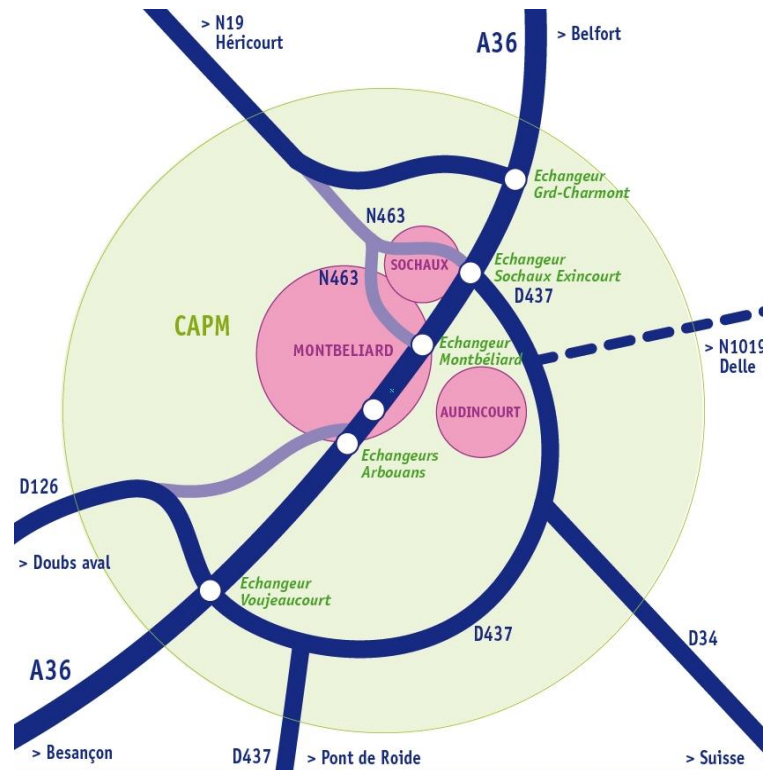 > N19
Héricourt
A36
> Belfort
Echangeur
Grd-Charmont
N463
SOCHAUX
Echangeur
Sochaux Exincourt
N463
D437
CAPM
MONTBELIARD
Echangeur
Montbéliard
> N1019
Delle
AUDINCOURT
Echangeurs
Arbouans
D126
> Doubs aval
Echangeur
Voujeaucourt
D437
D34
A36
> Besançon
D437
> Pont de Roide
> Suisse